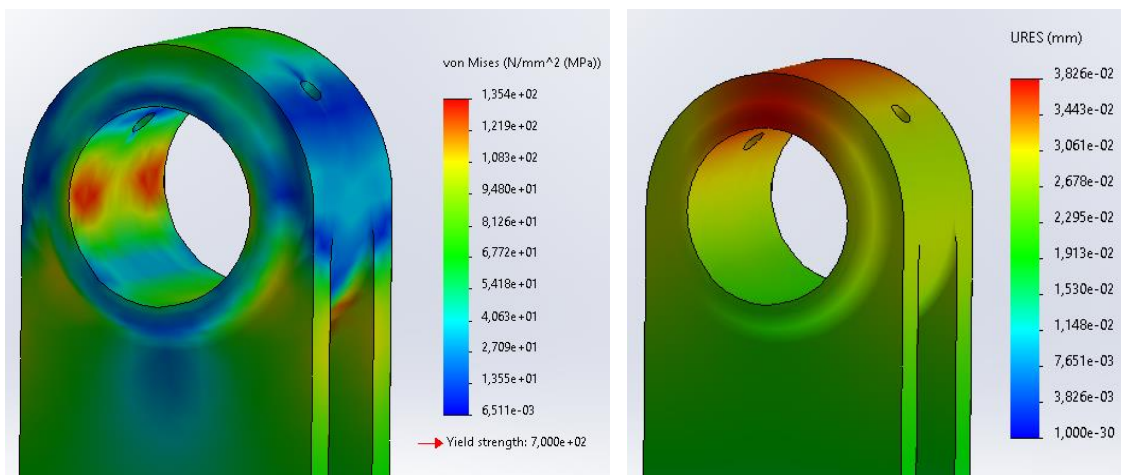 von Mises (N/mm^2 (MPa))
1,354e+02
1,219e+02
1,083e+02
9,480e+01
8,126e+01
6,772e+01
5,418e+01
4,063e+01
2,709e+01
1,355e+01
6,511e-03
Yield strength: 7,000e+02
URES (mm)
3,826e-02
3,443e-02
3,061e-02
2,678e-02
2,295e-02
1,913e-02
1,530e-02
1,148e-02
7,651e-03
3,826e-03
1,000e-30